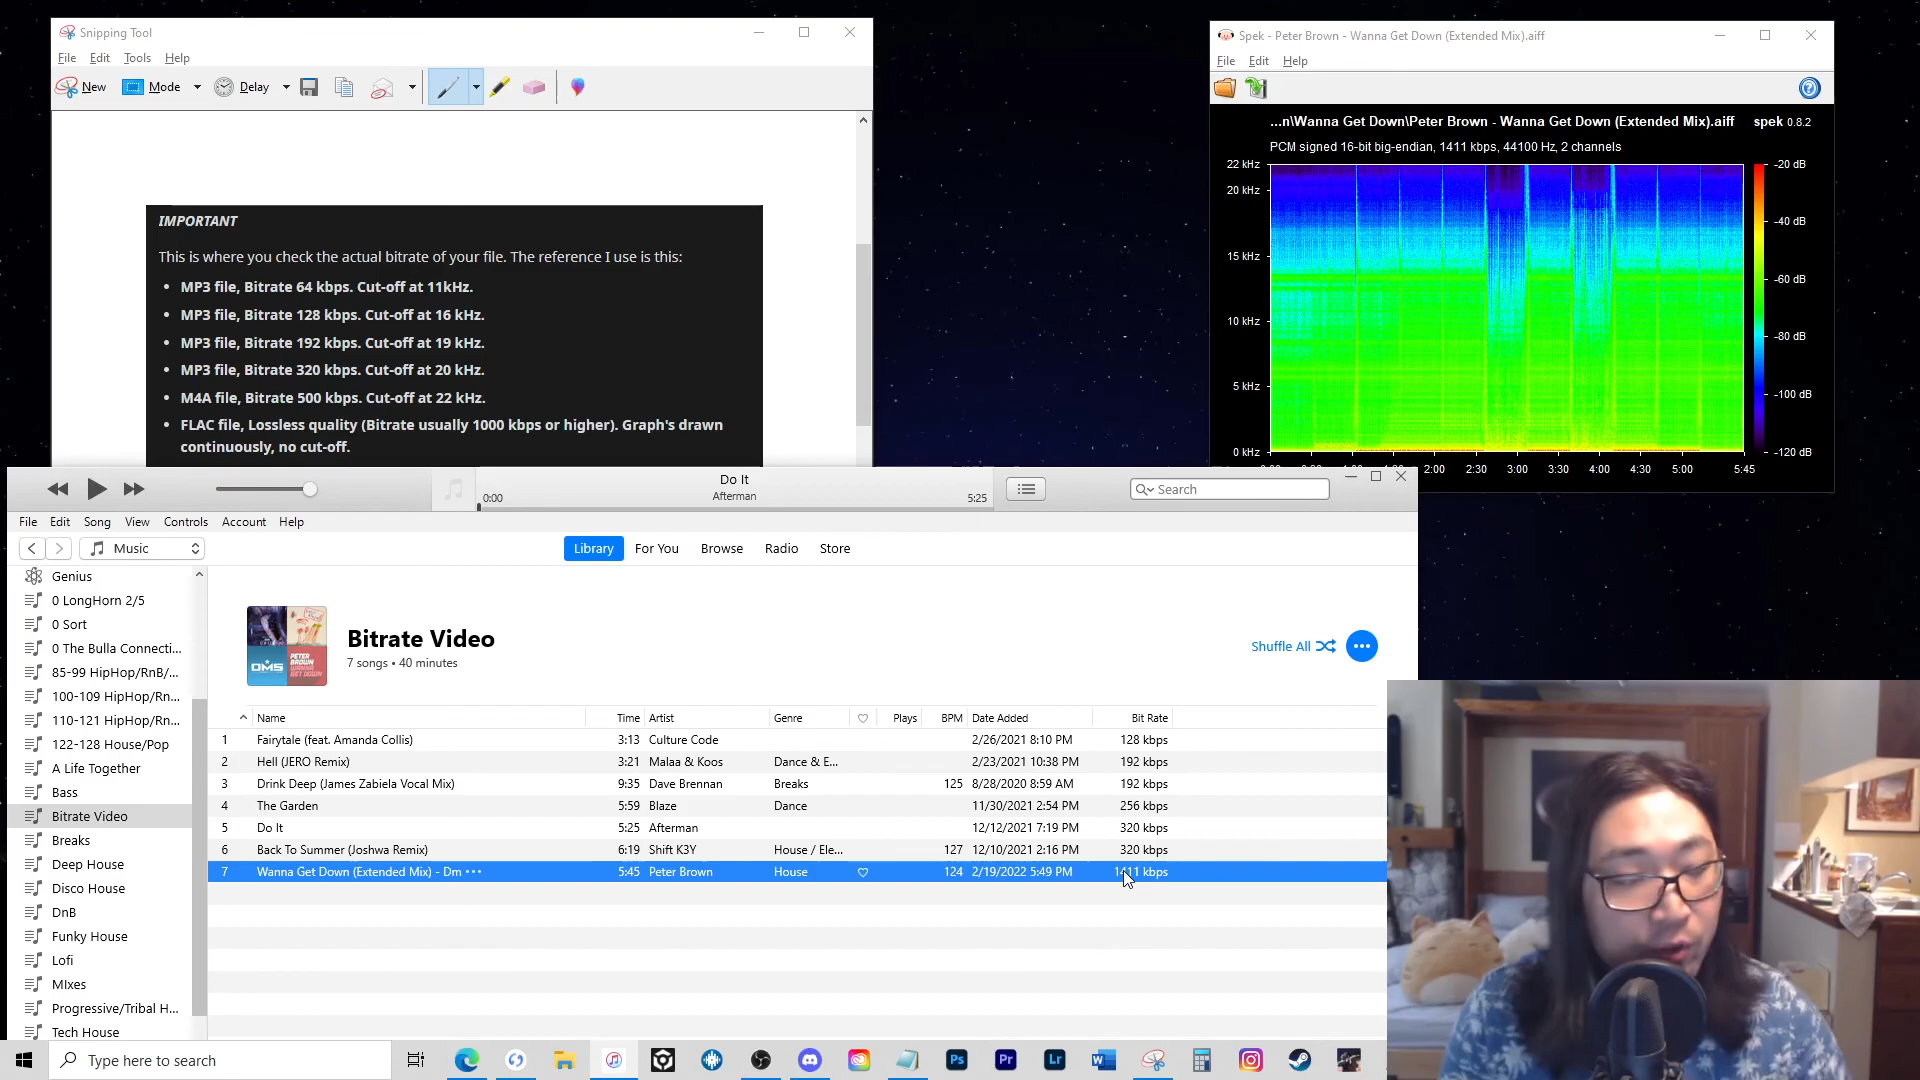 Snipping Tool
File Edit Tools Help
New Mode Delay
IMPORTANT
This is where you check the actual bitrate of your file. The reference I use is this:
• MP3 file, Bitrate 64 kbps. Cut-off at 11kHz.
• MP3 file, Bitrate 128 kbps. Cut-off at 16 kHz.
• MP3 file, Bitrate 192 kbps. Cut-off at 19 kHz.
• MP3 file, Bitrate 320 kbps. Cut-off at 20 kHz.
• M4A file, Bitrate 500 kbps. Cut-off at 22 kHz.
• FLAC file, Lossless quality (Bitrate usually 1000 kbps or higher). Graph's drawn
continuously, no cut-off.
Spek - Peter Brown - Wanna Get Down (Extended Mix).aiff
File Edit Help
...n\Wanna Get Down\Peter Brown - Wanna Get Down (Extended Mix).aiff spek 0.8.2
PCM signed 16-bit big-endian, 1411 kbps, 44100 Hz, 2 channels
22 kHz
20 kHz
15 kHz
10 kHz
5 kHz
0 kHz
-20 dB
-40 dB
-60 dB
-80 dB
-100 dB
-120 dB
2:00 2:30 3:00 3:30 4:00 4:30 5:00 5:45
Do It
Afterman
0:00 5:25
Search
File Edit Song View Controls Account Help
Music
Library For You Browse Radio Store
Genius
0 LongHorn 2/5
0 Sort
0 The Bulla Connecti...
85-99 HipHop/RnB/...
100-109 HipHop/Rn...
110-121 HipHop/Rn...
122-128 House/Pop
A Life Together
Bass
Bitrate Video
Breaks
Deep House
Disco House
DnB
Funky House
Lofi
MIxes
Progressive/Tribal H...
Tech House
DMS
PETER
BROWN
WANNA
GET DOWN
Bitrate Video
7 songs • 40 minutes
Shuffle All
Name Time Artist Genre Plays BPM Date Added Bit Rate
1 Fairytale (feat. Amanda Collis) 3:13 Culture Code 2/26/2021 8:10 PM 128 kbps
2 Hell (JERO Remix) 3:21 Malaa & Koos Dance & E... 2/23/2021 10:38 PM 192 kbps
3 Drink Deep (James Zabiela Vocal Mix) 9:35 Dave Brennan Breaks 125 8/28/2020 8:59 AM 192 kbps
4 The Garden 5:59 Blaze Dance 11/30/2021 2:54 PM 256 kbps
5 Do It 5:25 Afterman 12/12/2021 7:19 PM 320 kbps
6 Back To Summer (Joshwa Remix) 6:19 Shift K3Y House / Ele... 127 12/10/2021 2:16 PM 320 kbps
7 Wanna Get Down (Extended Mix) - Dm ••• 5:45 Peter Brown House 124 2/19/2022 5:49 PM 1411 kbps
Type here to search
Ps
Pr
Lr
W